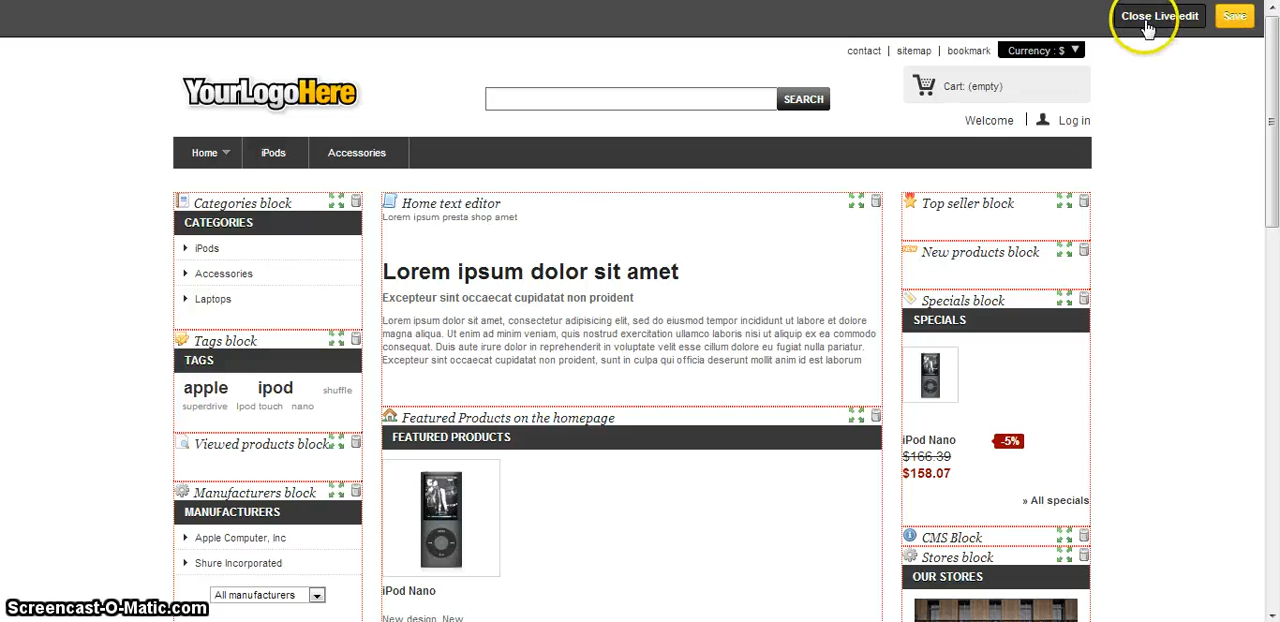 Close Live edit
Save
contact
sitemap
bookmark
Currency : $
YourLogoHere
SEARCH
Cart: (empty)
Welcome
Log in
Home
iPods
Accessories
Categories block
CATEGORIES
iPods
Accessories
Laptops
Tags block
TAGS
apple ipod shuffle
superdrive Ipod touch nano
Viewed products block
Manufacturers block
MANUFACTURERS
Apple Computer, Inc
Shure Incorporated
All manufacturers
Home text editor
Lorem ipsum presta shop amet
Lorem ipsum dolor sit amet
Excepteur sint occaecat cupidatat non proident
Lorem ipsum dolor sit amet, consectetur adipisicing elit, sed do eiusmod tempor incididunt ut labore et dolore
magna aliqua. Ut enim ad minim veniam, quis nostrud exercitation ullamco laboris nisi ut aliquip ex ea commodo
consequat. Duis aute irure dolor in reprehenderit in voluptate velit esse cillum dolore eu fugiat nulla pariatur.
Excepteur sint occaecat cupidatat non proident, sunt in culpa qui officia deserunt mollit anim id est laborum
Featured Products on the homepage
FEATURED PRODUCTS
iPod Nano
New design. New
Top seller block
NEW
New products block
Specials block
SPECIALS
iPod Nano
-5%
$166.39
$158.07
» All specials
CMS Block
Stores block
OUR STORES
Screencast-O-Matic.com